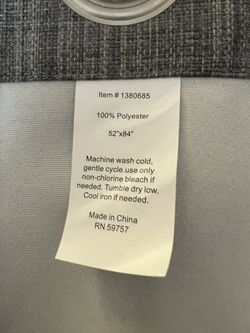 Item # 1380685
100% Polyester
52"x84"
Machine wash cold,
gentle cycle.use only
non-chlorine bleach if
needed. Tumble dry low.
Cool iron if needed.
Made in China
RN 59757